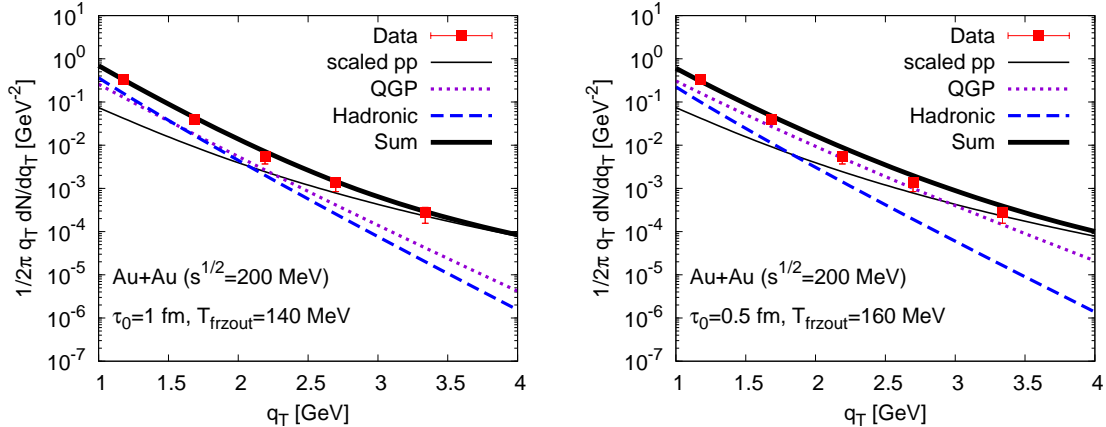 1/2π q_T dN/dq_T [GeV^-2]
10^1
10^0
10^-1
10^-2
10^-3
10^-4
10^-5
10^-6
10^-7
Data
scaled pp
QGP
Hadronic
Sum
Au+Au (s^1/2=200 MeV)
τ_0=1 fm, T_frzout=140 MeV
1 1.5 2 2.5 3 3.5 4
q_T [GeV]
1/2π q_T dN/dq_T [GeV^-2]
10^1
10^0
10^-1
10^-2
10^-3
10^-4
10^-5
10^-6
10^-7
Data
scaled pp
QGP
Hadronic
Sum
Au+Au (s^1/2=200 MeV)
τ_0=0.5 fm, T_frzout=160 MeV
1 1.5 2 2.5 3 3.5 4
q_T [GeV]